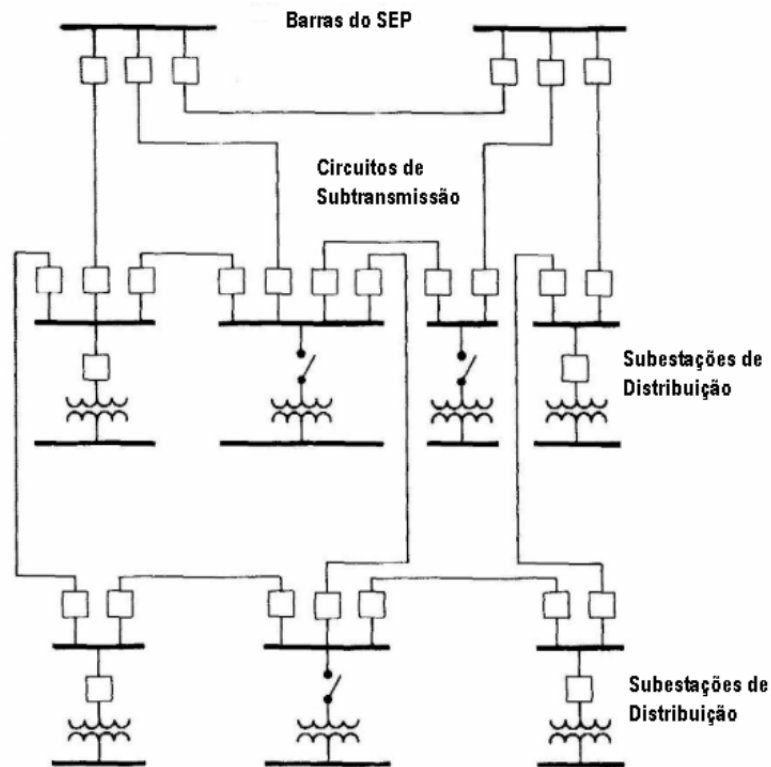 Barras do SEP
Circuitos de
Subtransmissão
Subestações de
Distribuição
Subestações de
Distribuição